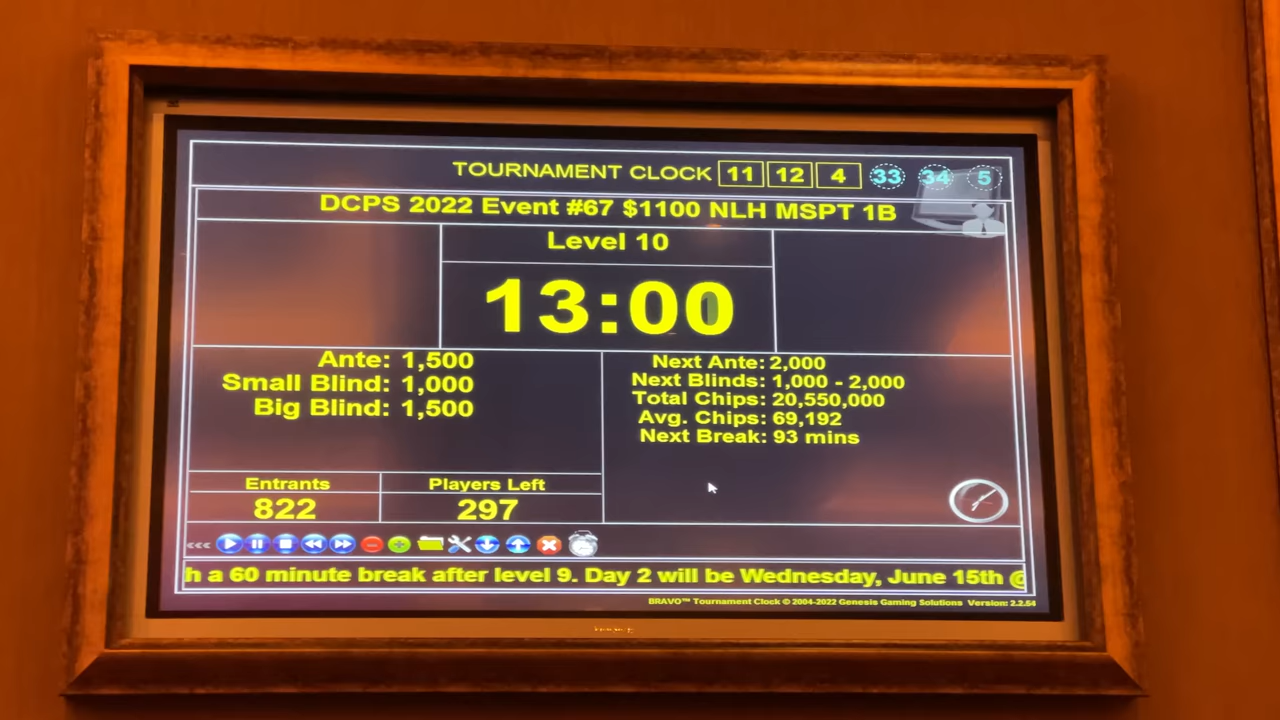 TOURNAMENT CLOCK 11 12 4 33 34 5
DCPS 2022 Event #67 $1100 NLH MSPT 1B
Level 10
13:00
Ante: 1,500
Small Blind: 1,000
Big Blind: 1,500
Next Ante: 2,000
Next Blinds: 1,000 - 2,000
Total Chips: 20,550,000
Avg. Chips: 69,192
Next Break: 93 mins
Entrants
822
Players Left
297
<<<
h a 60 minute break after level 9. Day 2 will be Wednesday, June 15th @
BRAVO™ Tournament Clock © 2004-2022 Genesis Gaming Solutions Version: 2.2.54